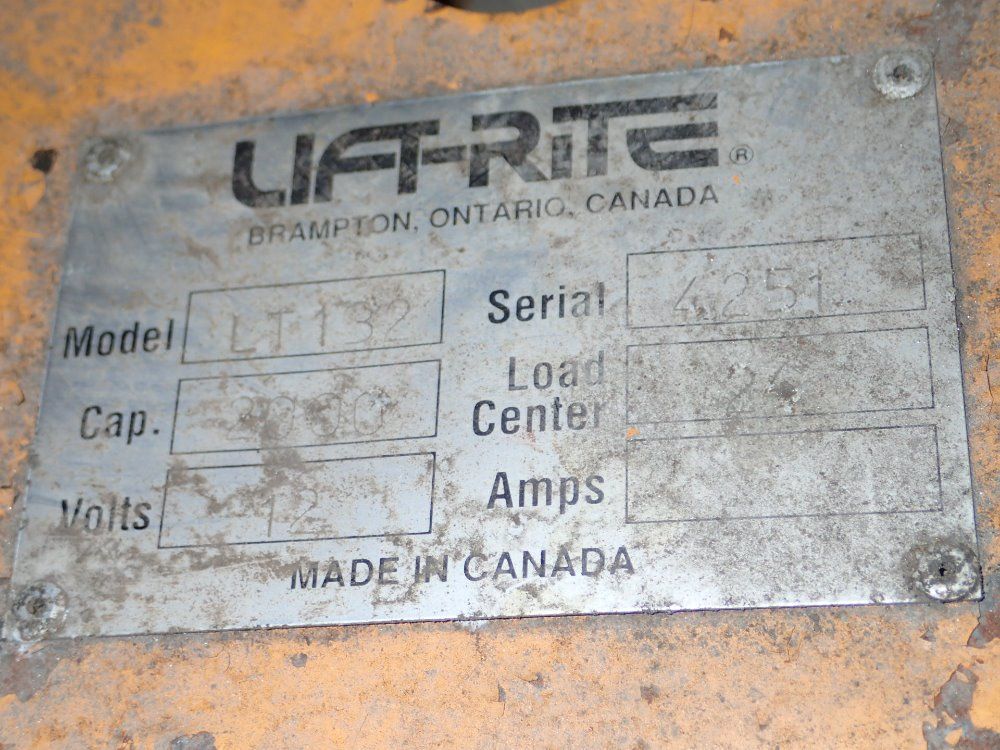 LIFT-RITE ®
BRAMPTON, ONTARIO, CANADA
Model LT132 Serial 4251
Cap. 2000 Load Center 24
Volts 12 Amps
MADE IN CANADA